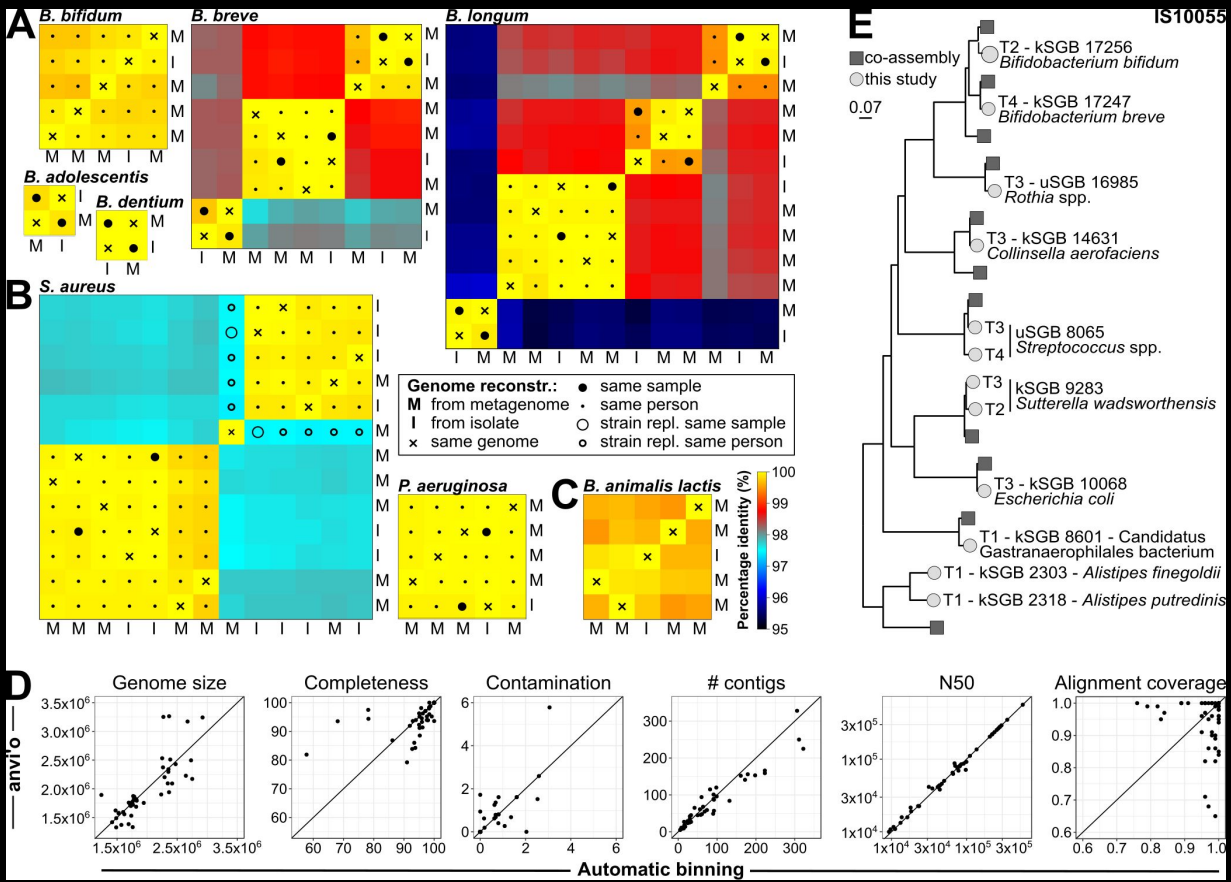 A
B. bifidum
M
I
M
M
M
M M M I M
B. adolescentis
I
M
M I
B. dentium
M
I
I M
B. breve
M
I
M
M
M
I
M
M
I
I M M M I M M I M
B. longum
M
I
M
M
M
I
I
M
M
M
M
M
I
I M M M I M M I M M M I M
B
S. aureus
I
I
I
M
I
M
M
M
M
I
I
M
M
M M M I I M M M I I I M I
Genome reconstr.:
M from metagenome
I from isolate
× same genome
same sample
same person
strain repl. same sample
strain repl. same person
P. aeruginosa
M
M
I
M
I
M I M I M
C
B. animalis lactis
M
M
I
M
M
M M I M M
Percentage identity (%)
100
99
98
97
96
95
E
IS10055
co-assembly
this study
0.07
T2 - kSGB 17256
Bifidobacterium bifidum
T4 - kSGB 17247
Bifidobacterium breve
T3 - uSGB 16985
Rothia spp.
T3 - kSGB 14631
Collinsella aerofaciens
T3
T4
uSGB 8065
Streptococcus spp.
T3
T2
kSGB 9283
Sutterella wadsworthensis
T3 - kSGB 10068
Escherichia coli
T1 - kSGB 8601 - Candidatus
Gastranaerophilales bacterium
T1 - kSGB 2303 - Alistipes finegoldii
T1 - kSGB 2318 - Alistipes putredinis
D
anvi'o
Genome size
3.5x10⁶
2.5x10⁶
2.0x10⁶
1.5x10⁶
1.5x10⁶ 2.5x10⁶ 3.5x10⁶
Completeness
100
90
80
70
60
60 70 80 90 100
Contamination
6
4
2
0
0 2 4 6
# contigs
300
200
100
0
0 100 200 300
N50
3x10⁵
1x10⁵
3x10⁴
1x10⁴
1x10⁴ 3x10⁴ 1x10⁵ 3x10⁵
Alignment coverage
1.0
0.9
0.8
0.7
0.6
0.6 0.7 0.8 0.9 1.0
Automatic binning